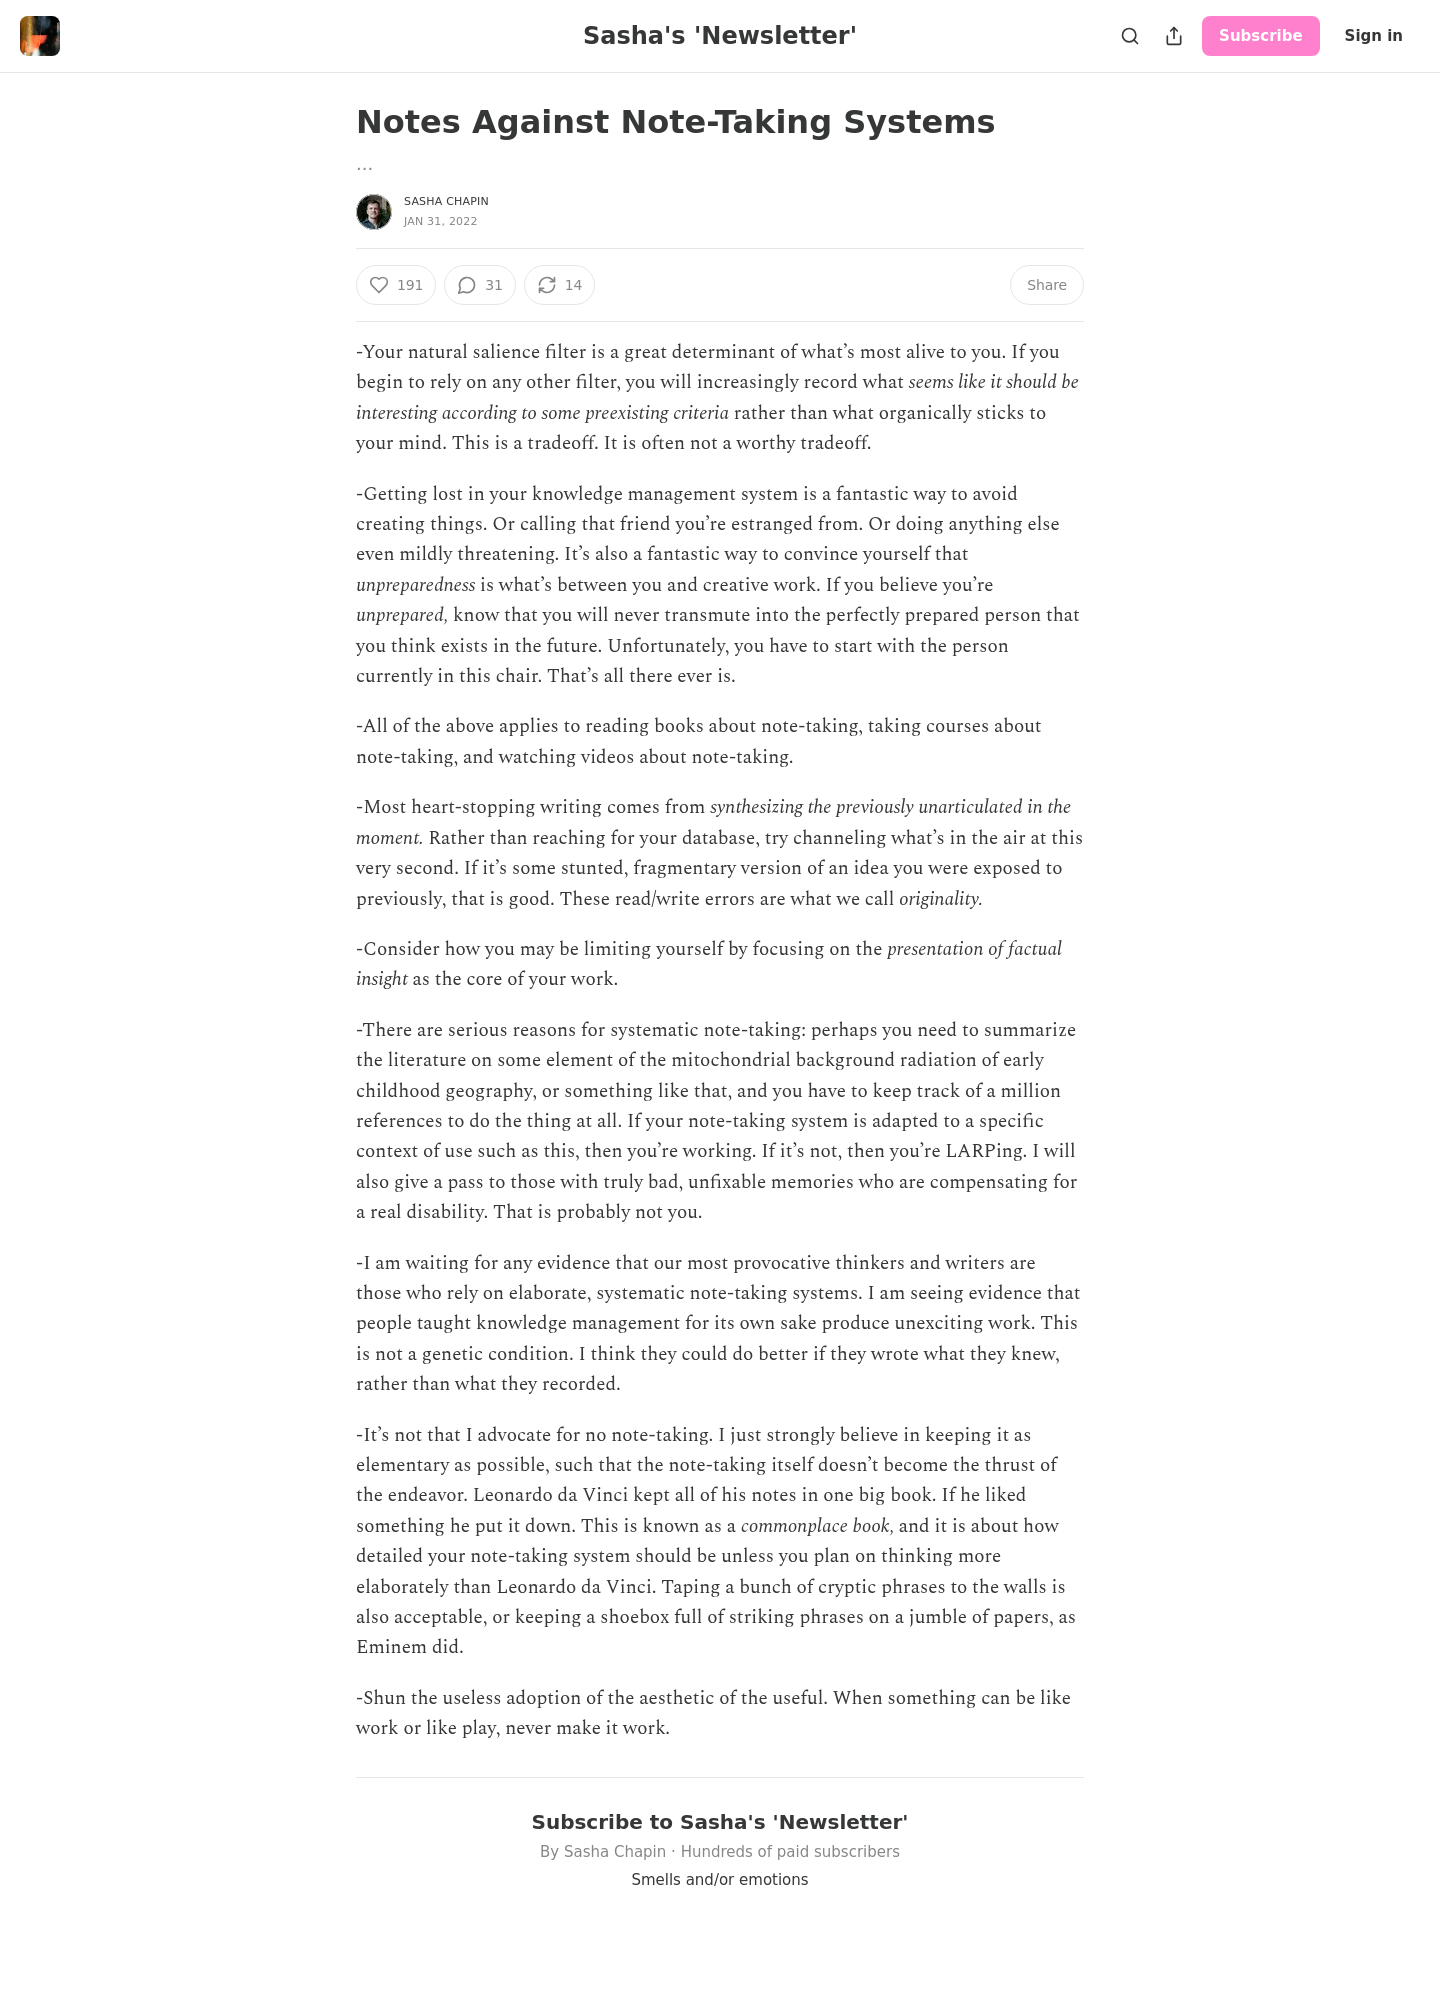 Sasha's 'Newsletter'
Subscribe
Sign in
Notes Against Note-Taking Systems
...
SASHA CHAPIN
JAN 31, 2022
191
31
14
Share
-Your natural salience filter is a great determinant of what’s most alive to you. If you
begin to rely on any other filter, you will increasingly record what seems like it should be
interesting according to some preexisting criteria rather than what organically sticks to
your mind. This is a tradeoff. It is often not a worthy tradeoff.
-Getting lost in your knowledge management system is a fantastic way to avoid
creating things. Or calling that friend you’re estranged from. Or doing anything else
even mildly threatening. It’s also a fantastic way to convince yourself that
unpreparedness is what’s between you and creative work. If you believe you’re
unprepared, know that you will never transmute into the perfectly prepared person that
you think exists in the future. Unfortunately, you have to start with the person
currently in this chair. That’s all there ever is.
-All of the above applies to reading books about note-taking, taking courses about
note-taking, and watching videos about note-taking.
-Most heart-stopping writing comes from synthesizing the previously unarticulated in the
moment. Rather than reaching for your database, try channeling what’s in the air at this
very second. If it’s some stunted, fragmentary version of an idea you were exposed to
previously, that is good. These read/write errors are what we call originality.
-Consider how you may be limiting yourself by focusing on the presentation of factual
insight as the core of your work.
-There are serious reasons for systematic note-taking: perhaps you need to summarize
the literature on some element of the mitochondrial background radiation of early
childhood geography, or something like that, and you have to keep track of a million
references to do the thing at all. If your note-taking system is adapted to a specific
context of use such as this, then you’re working. If it’s not, then you’re LARPing. I will
also give a pass to those with truly bad, unfixable memories who are compensating for
a real disability. That is probably not you.
-I am waiting for any evidence that our most provocative thinkers and writers are
those who rely on elaborate, systematic note-taking systems. I am seeing evidence that
people taught knowledge management for its own sake produce unexciting work. This
is not a genetic condition. I think they could do better if they wrote what they knew,
rather than what they recorded.
-It’s not that I advocate for no note-taking. I just strongly believe in keeping it as
elementary as possible, such that the note-taking itself doesn’t become the thrust of
the endeavor. Leonardo da Vinci kept all of his notes in one big book. If he liked
something he put it down. This is known as a commonplace book, and it is about how
detailed your note-taking system should be unless you plan on thinking more
elaborately than Leonardo da Vinci. Taping a bunch of cryptic phrases to the walls is
also acceptable, or keeping a shoebox full of striking phrases on a jumble of papers, as
Eminem did.
-Shun the useless adoption of the aesthetic of the useful. When something can be like
work or like play, never make it work.
Subscribe to Sasha's 'Newsletter'
By Sasha Chapin · Hundreds of paid subscribers
Smells and/or emotions